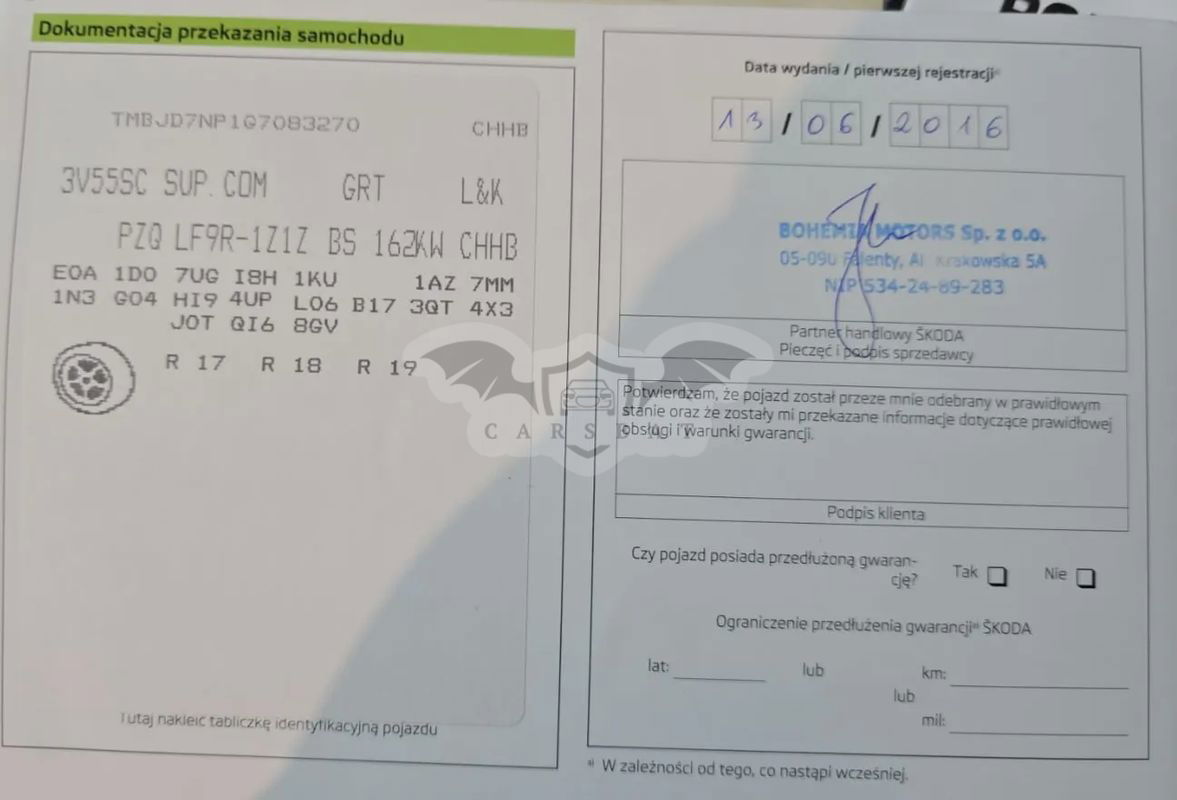 Dokumentacja przekazania samochodu
TMBJD7NP1G7083270 CHHB
3V55SC SUP. COM GRT L&K
PZQ LF9R-1Z1Z BS 162KW CHHB
E0A 1D0 7UG I8H 1KU 1AZ 7MM
1N3 G04 HI9 4UP L06 B17 3QT 4X3
J0T QI6 8GV
R 17 R 18 R 19
Tutaj nakleić tabliczkę identyfikacyjną pojazdu
Data wydania / pierwszej rejestracji
13 / 06 / 2016
BOHEMIA MOTORS Sp. z o.o.
05-090 Falenty, Al. Krakowska 5A
NIP 534-24-89-283
Partner handlowy ŠKODA
Pieczęć i podpis sprzedawcy
Potwierdzam, że pojazd został przeze mnie odebrany w prawidłowym
stanie oraz że zostały mi przekazane informacje dotyczące prawidłowej
obsługi i warunki gwarancji.
Podpis klienta
Czy pojazd posiada przedłużoną gwaran-
cję? Tak Nie
Ograniczenie przedłużenia gwarancji*⁾ ŠKODA
lat: lub km:
lub
mil:
*⁾ W zależności od tego, co nastąpi wcześniej.